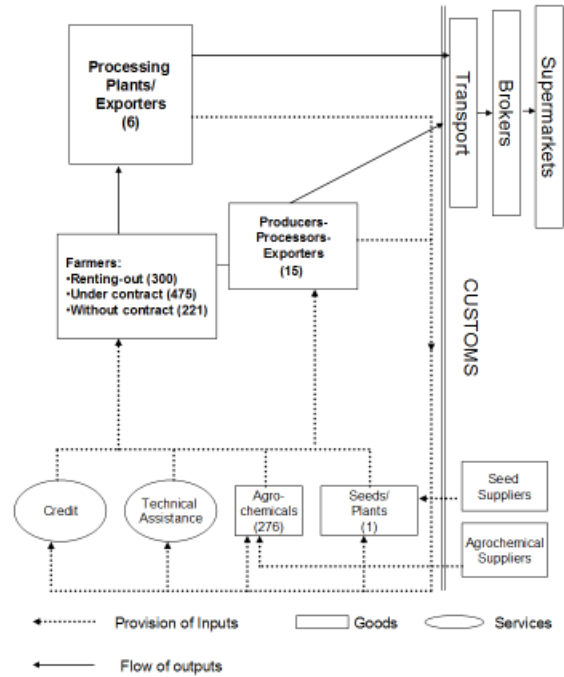 Processing
Plants/
Exporters
(6)
Transport
Brokers
Supermarkets
Producers-
Processors-
Exporters
(15)
Farmers:
•Renting-out (300)
•Under contract (475)
•Without contract (221)
CUSTOMS
Credit
Technical
Assistance
Agro-
chemicals
(276)
Seeds/
Plants
(1)
Seed
Suppliers
Agrochemical
Suppliers
Provision of Inputs
Goods
Services
Flow of outputs